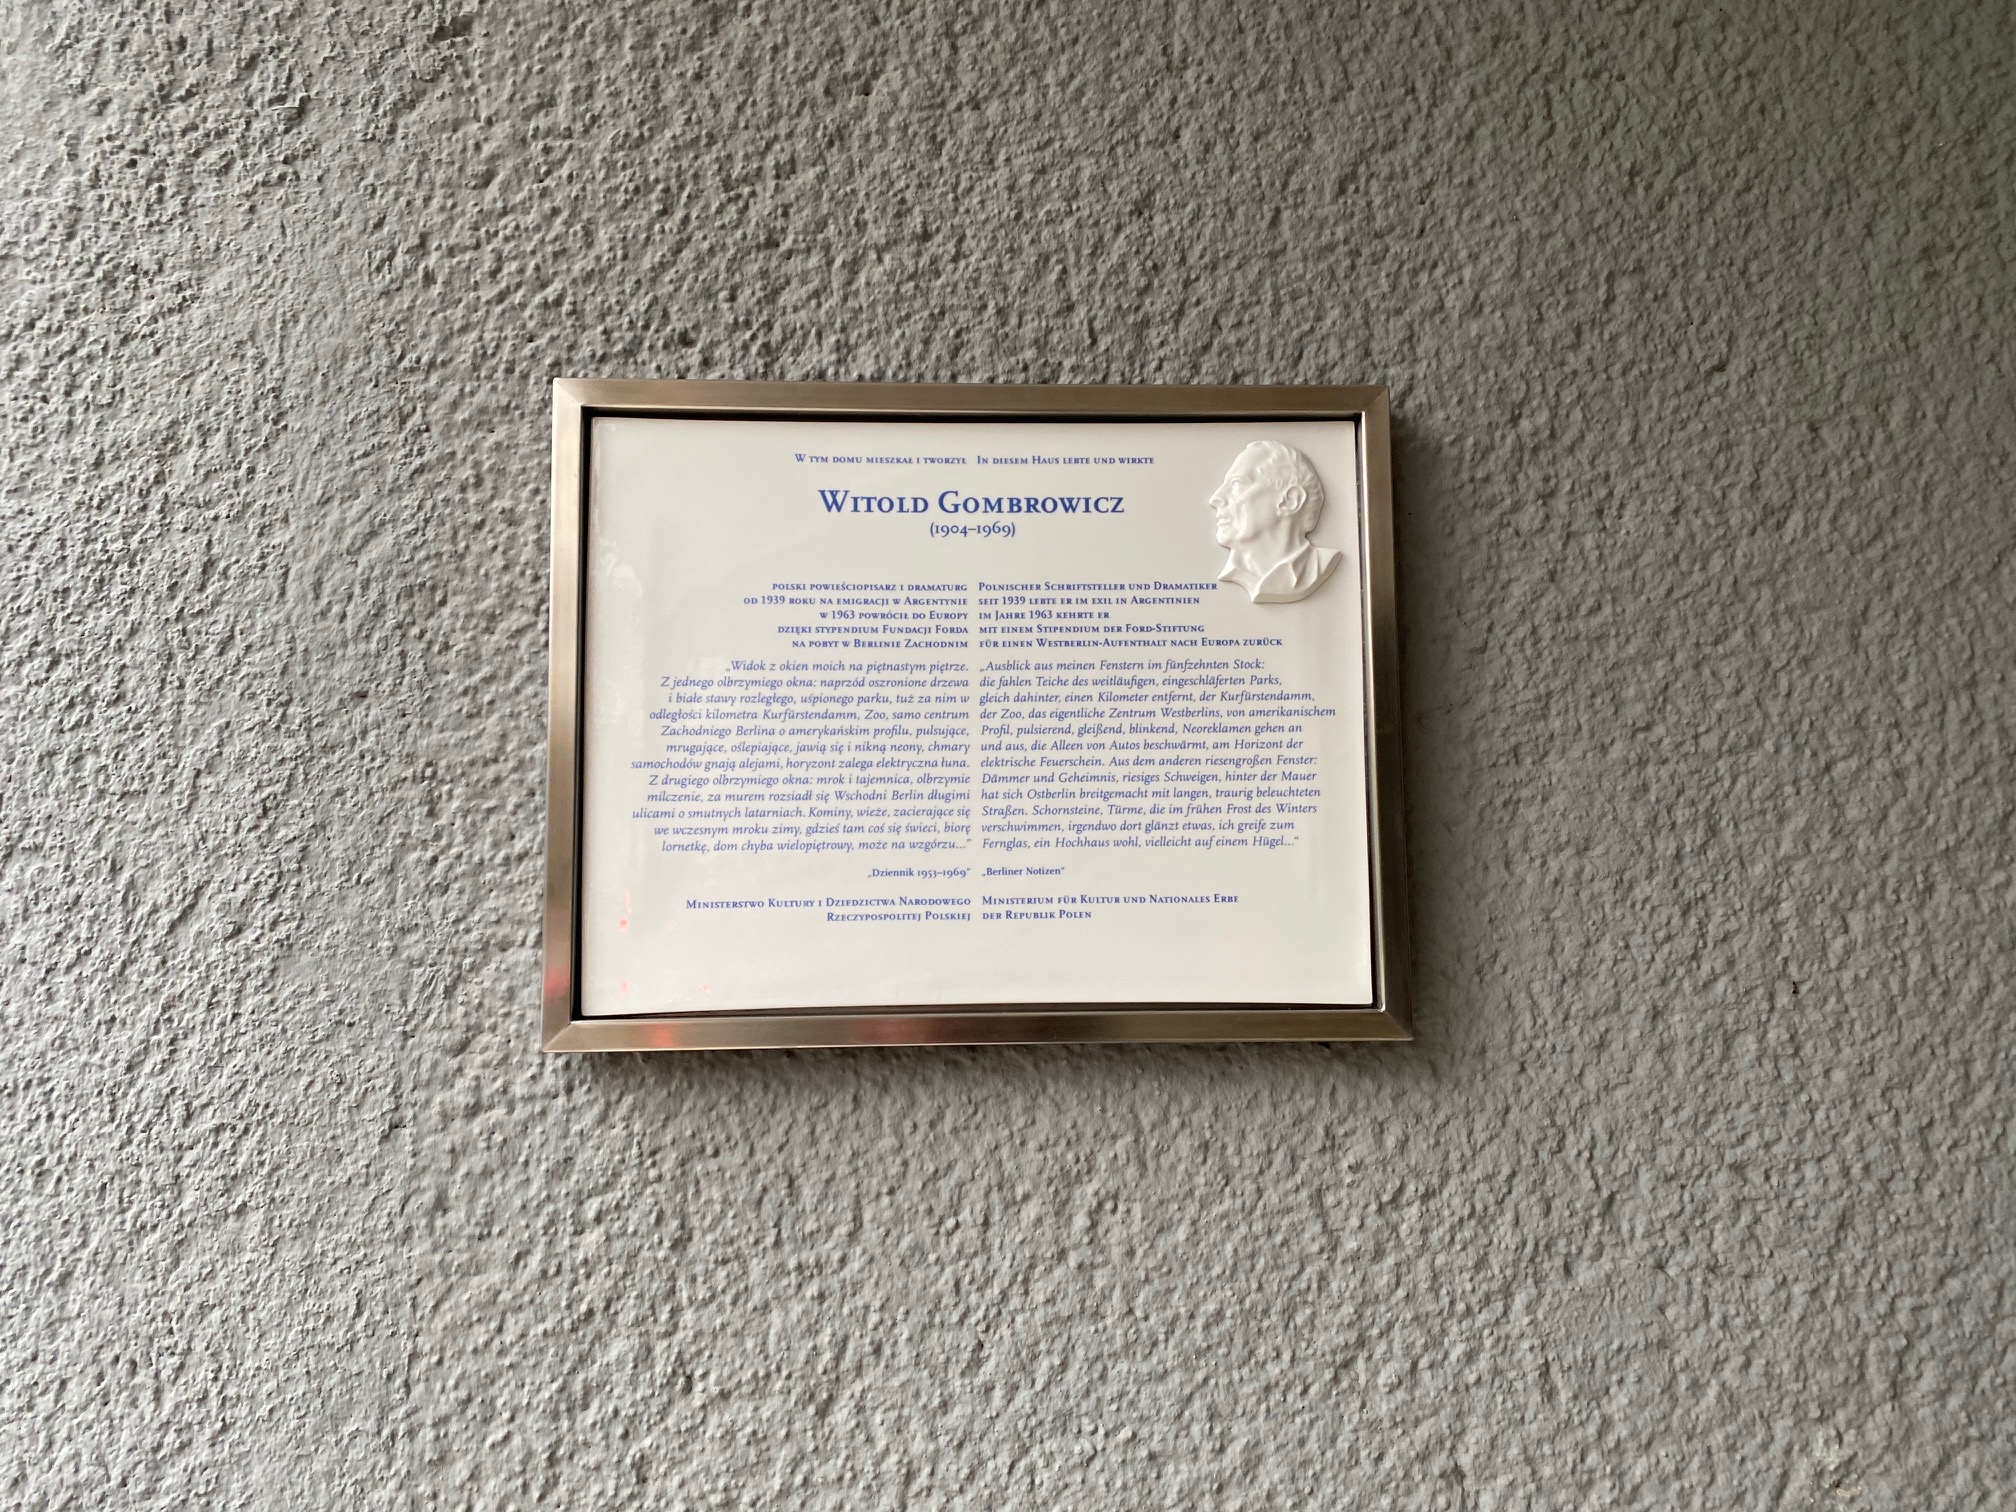 W tym domu mieszkał i tworzył In diesem Haus lebte und wirkte
Witold Gombrowicz
(1904–1969)
polski powieściopisarz i dramaturg
od 1939 roku na emigracji w Argentynie
w 1963 powrócił do Europy
dzięki stypendium Fundacji Forda
na pobyt w Berlinie Zachodnim
„Widok z okien moich na piętnastym piętrze.
Z jednego olbrzymiego okna: naprzód oszronione drzewa
i białe stawy rozległego, uśpionego parku, tuż za nim w
odległości kilometra Kurfürstendamm, Zoo, samo centrum
Zachodniego Berlina o amerykańskim profilu, pulsujące,
mrugające, oślepiające, jawią się i nikną neony, chmary
samochodów gnają alejami, horyzont zalega elektryczna łuna.
Z drugiego olbrzymiego okna: mrok i tajemnica, olbrzymie
milczenie, za murem rozsiadł się Wschodni Berlin długimi
ulicami o smutnych latarniach. Kominy, wieże, zacierające się
we wczesnym mroku zimy, gdzieś tam coś się świeci, biorę
lornetkę, dom chyba wielopiętrowy, może na wzgórzu...“
„Dziennik 1953–1969“
Ministerstwo Kultury i Dziedzictwa Narodowego
Rzeczypospolitej Polskiej
Polnischer Schriftsteller und Dramatiker
seit 1939 lebte er im Exil in Argentinien
im Jahre 1963 kehrte er
mit einem Stipendium der Ford-Stiftung
für einen Westberlin-Aufenthalt nach Europa zurück
„Ausblick aus meinen Fenstern im fünfzehnten Stock:
die fahlen Teiche des weitläufigen, eingeschläferten Parks,
gleich dahinter, einen Kilometer entfernt, der Kurfürstendamm,
der Zoo, das eigentliche Zentrum Westberlins, von amerikanischem
Profil, pulsierend, gleißend, blinkend, Neoreklamen gehen an
und aus, die Alleen von Autos beschwärmt, am Horizont der
elektrische Feuerschein. Aus dem anderen riesengroßen Fenster:
Dämmer und Geheimnis, riesiges Schweigen, hinter der Mauer
hat sich Ostberlin breitgemacht mit langen, traurig beleuchteten
Straßen. Schornsteine, Türme, die im frühen Frost des Winters
verschwimmen, irgendwo dort glänzt etwas, ich greife zum
Fernglas, ein Hochhaus wohl, vielleicht auf einem Hügel...“
„Berliner Notizen“
Ministerium für Kultur und Nationales Erbe
der Republik Polen